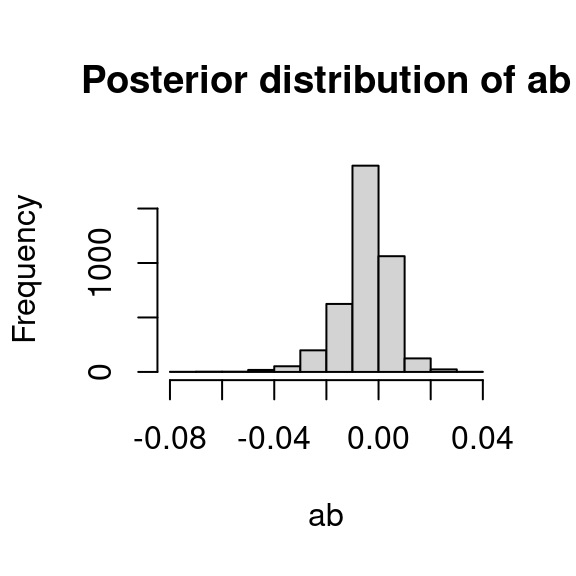 Posterior distribution of ab
Frequency
1000
0
-0.08 -0.04 0.00 0.04
ab